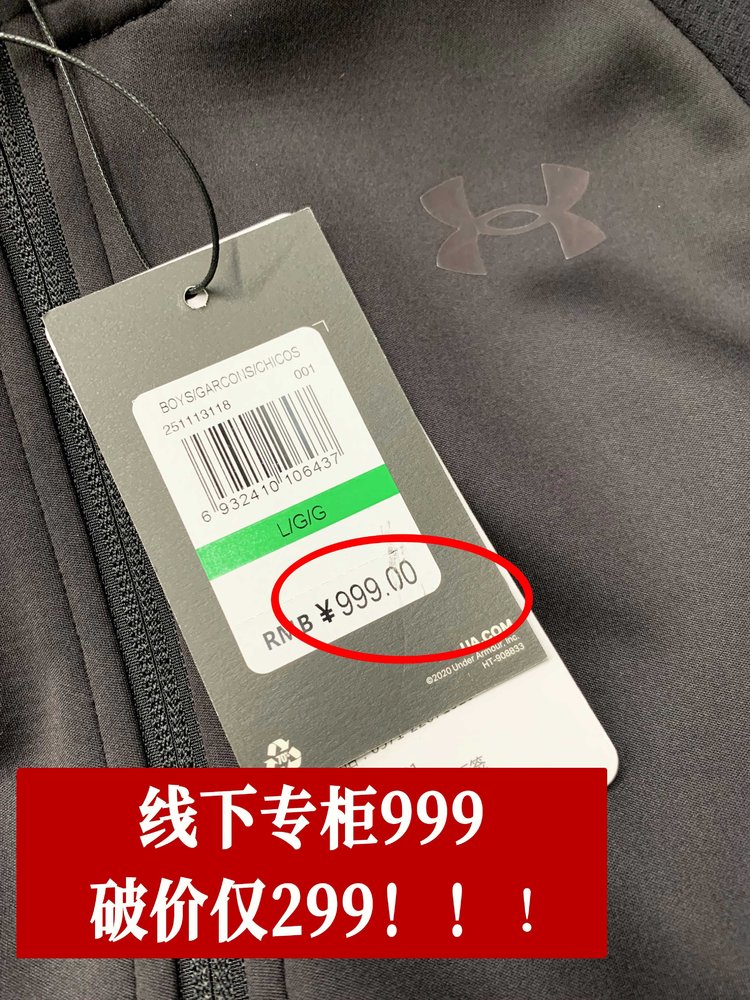 BOYS/GARCONS/CHICOS
251113118 001
6 932410 106437
L/G/G
RMB ¥999.00
UA.COM
©2020 Under Armour, Inc.
HT-908833
线下专柜999
破价仅299！！！